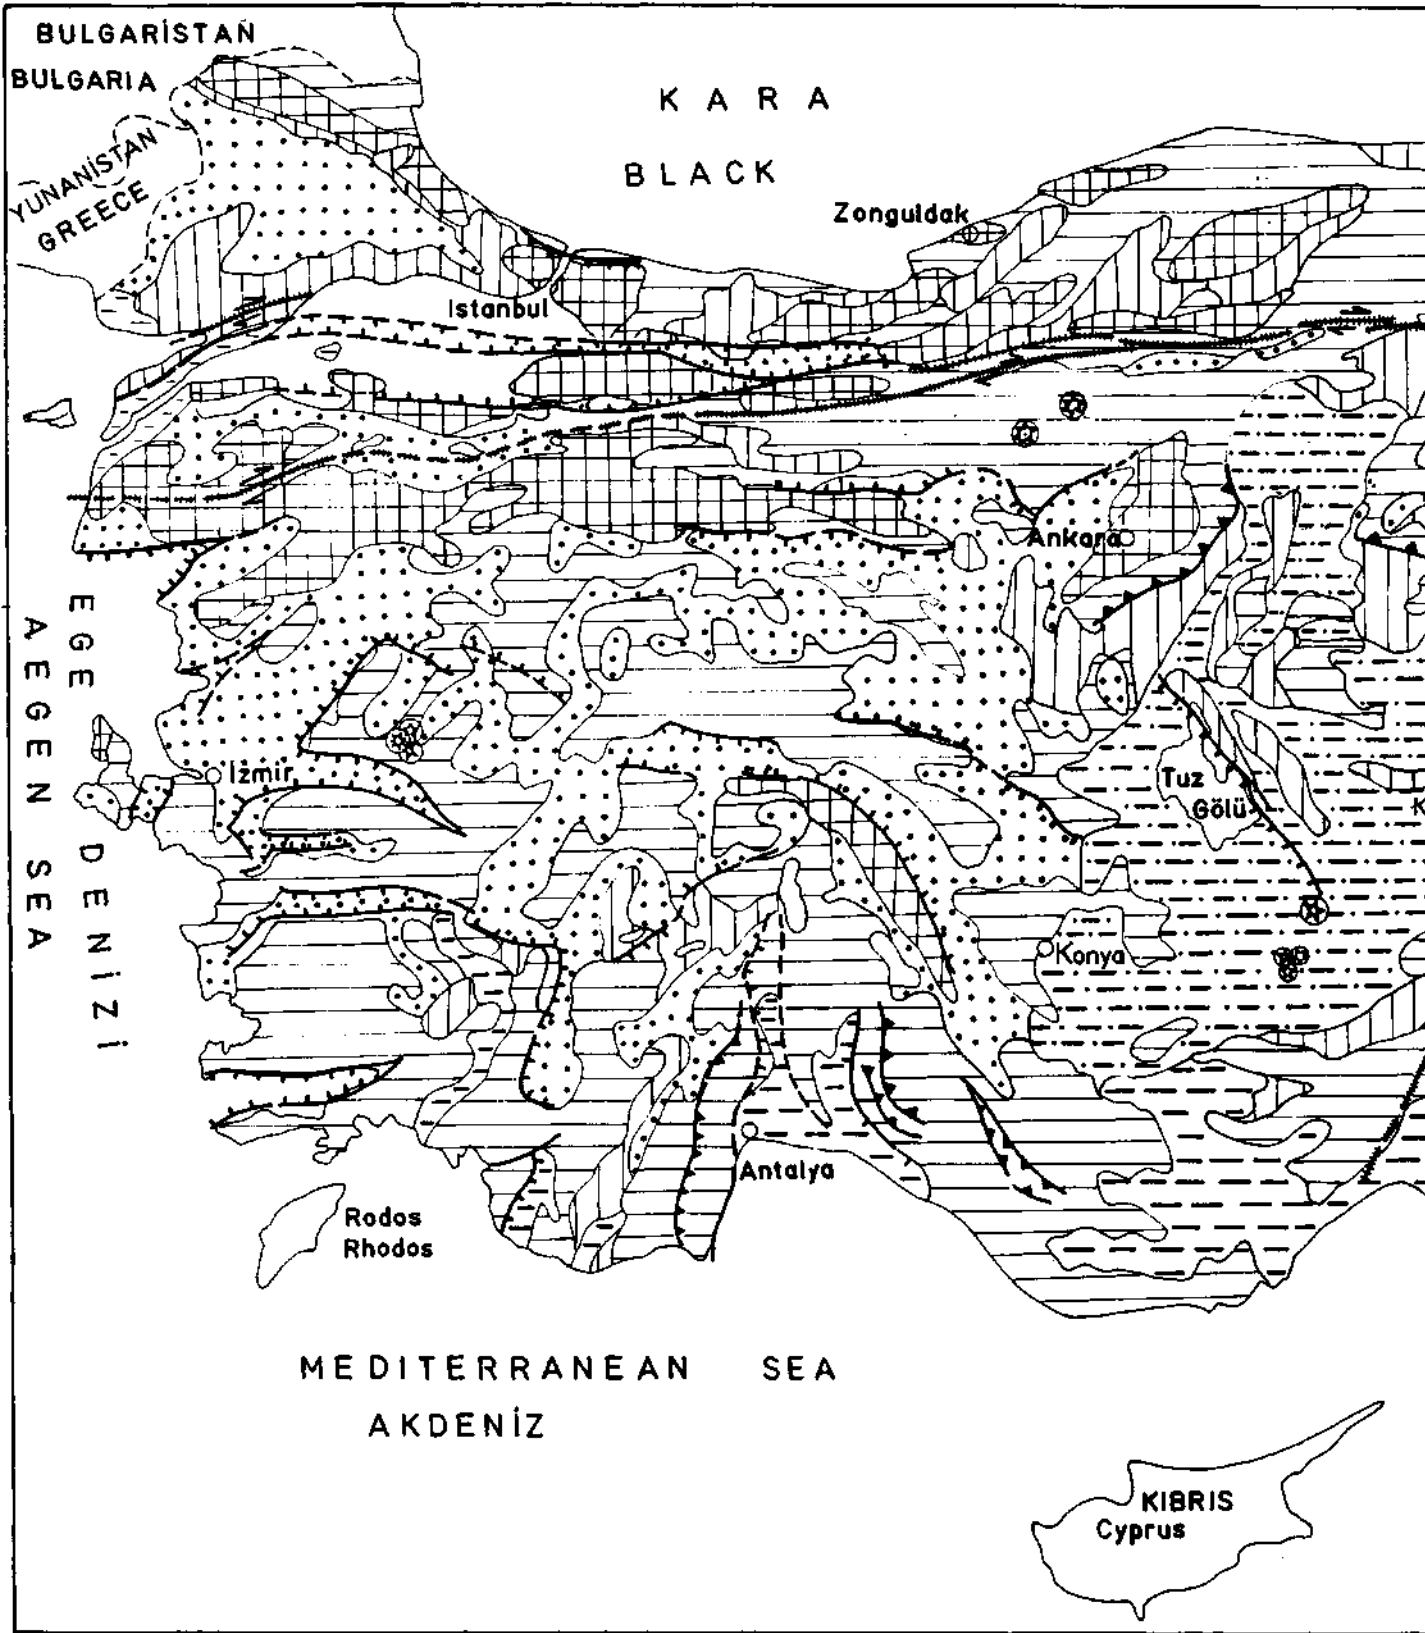 BULGARİSTAN
BULGARIA
YUNANİSTAN
GREECE
KARA
BLACK
Zonguldak
Istanbul
Ankara
EGE DENİZİ
AEGEN SEA
İzmir
Tuz
Gölü
K
Konya
Antalya
Rodos
Rhodos
MEDITERRANEAN SEA
AKDENİZ
KIBRIS
Cyprus